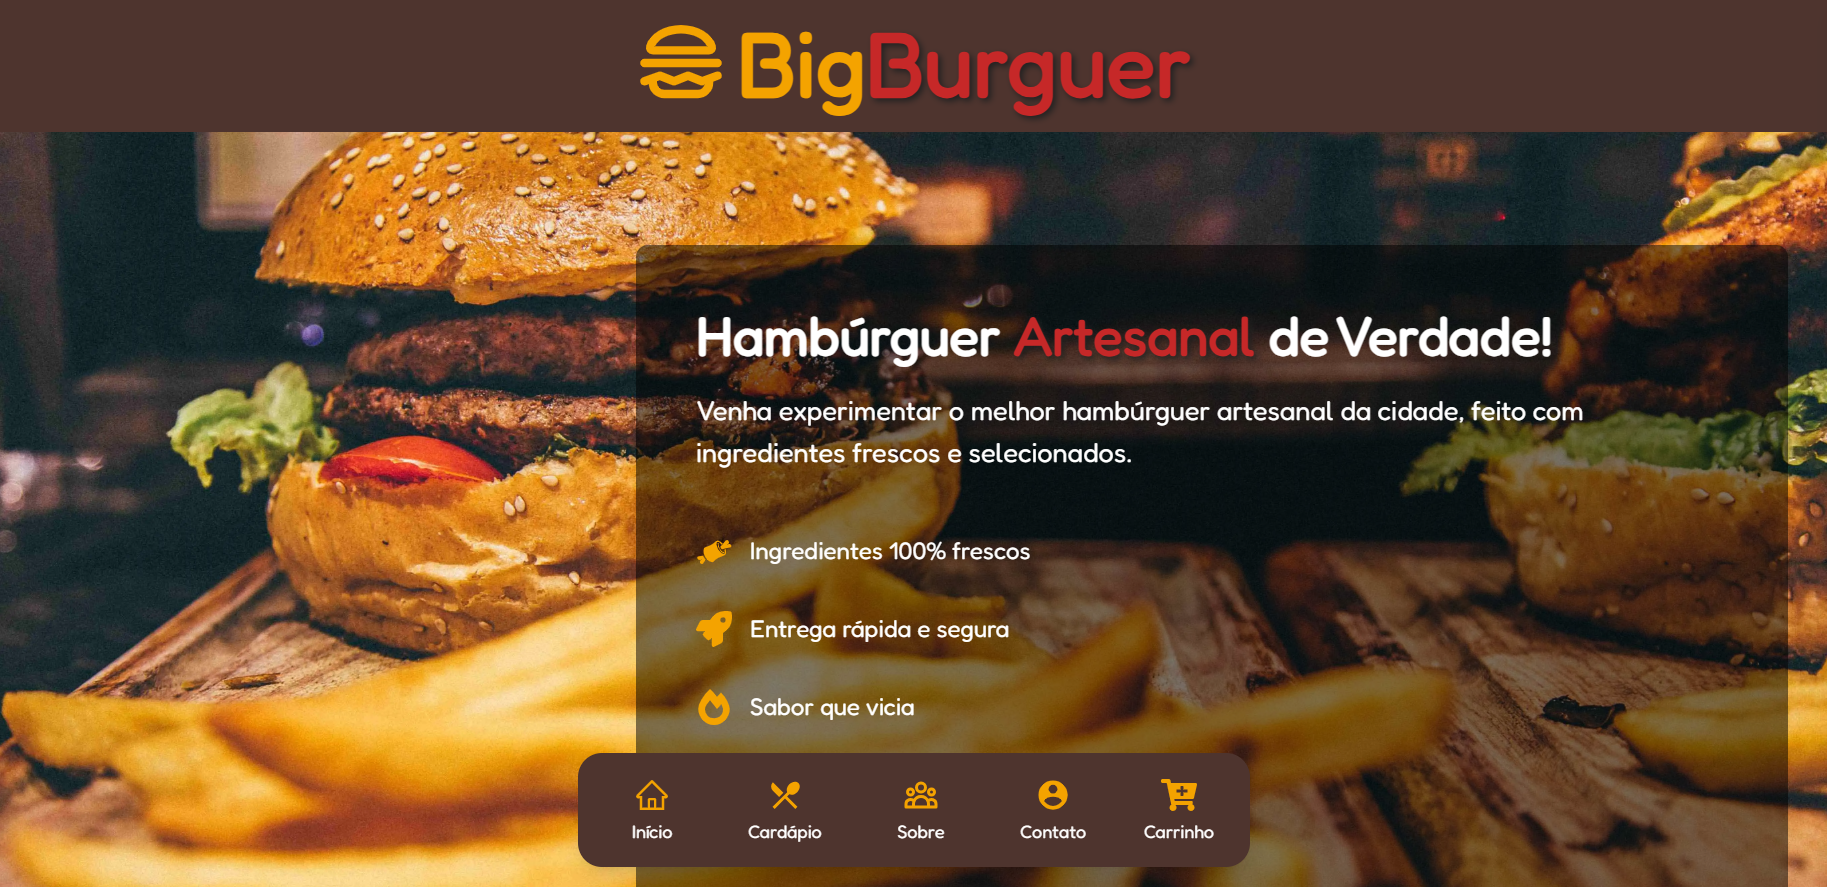 BigBurguer
Hambúrguer Artesanal de Verdade!
Venha experimentar o melhor hambúrguer artesanal da cidade, feito com
ingredientes frescos e selecionados.
Ingredientes 100% frescos
Entrega rápida e segura
Sabor que vicia
Início
Cardápio
Sobre
Contato
Carrinho